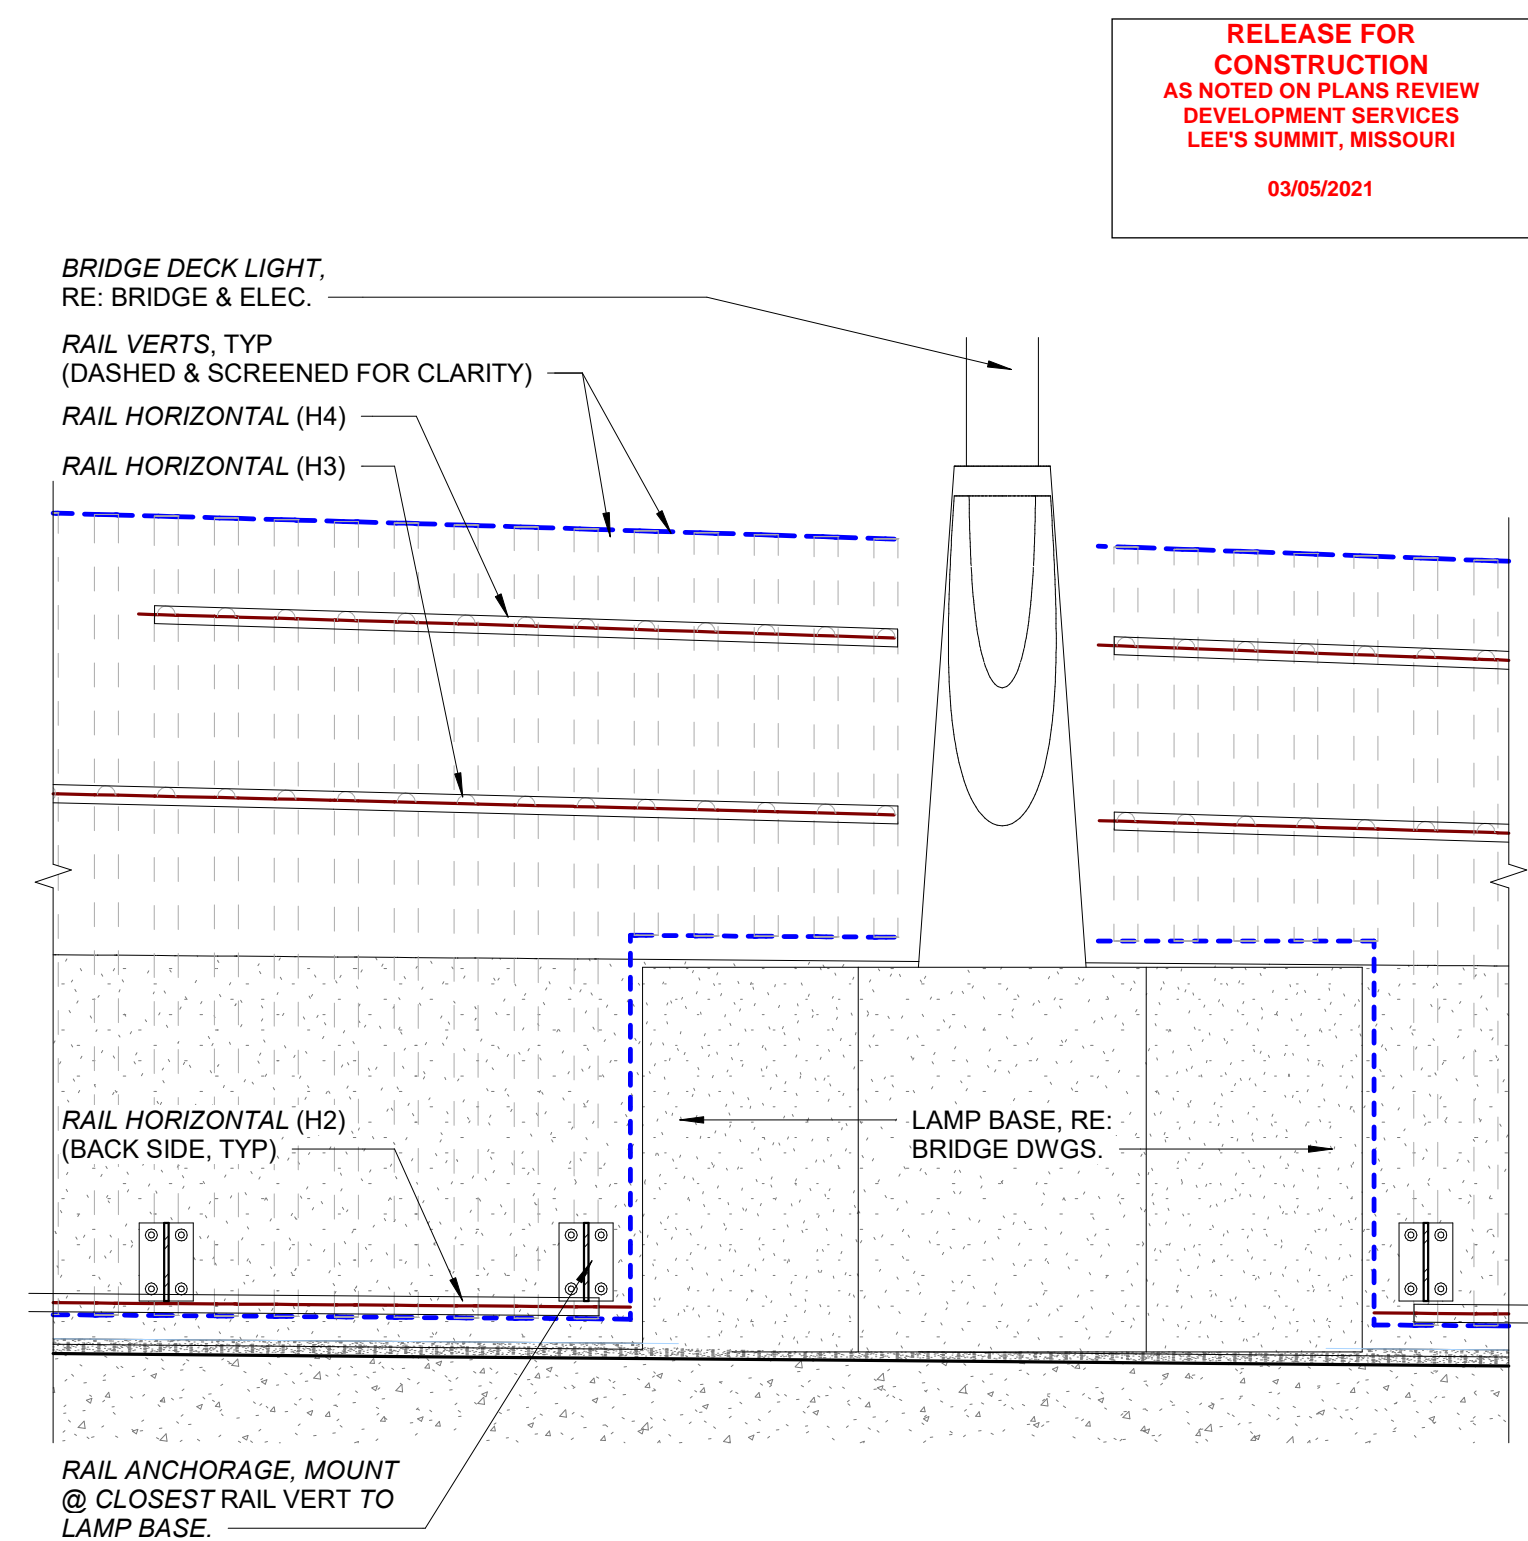 RELEASE FOR
CONSTRUCTION
AS NOTED ON PLANS REVIEW
DEVELOPMENT SERVICES
LEE'S SUMMIT, MISSOURI
03/05/2021
BRIDGE DECK LIGHT,
RE: BRIDGE & ELEC.
RAIL VERTS, TYP
(DASHED & SCREENED FOR CLARITY)
RAIL HORIZONTAL (H4)
RAIL HORIZONTAL (H3)
RAIL HORIZONTAL (H2)
(BACK SIDE, TYP)
LAMP BASE, RE:
BRIDGE DWGS.
RAIL ANCHORAGE, MOUNT
@ CLOSEST RAIL VERT TO
LAMP BASE.